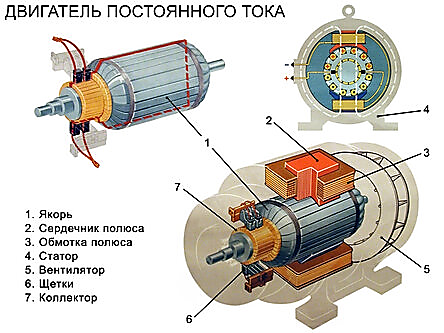 ДВИГАТЕЛЬ ПОСТОЯННОГО ТОКА
-
+
4
2
1
3
7
1. Якорь
2. Сердечник полюса
3. Обмотка полюса
4. Статор
5. Вентилятор
6. Щетки
7. Коллектор
5
6